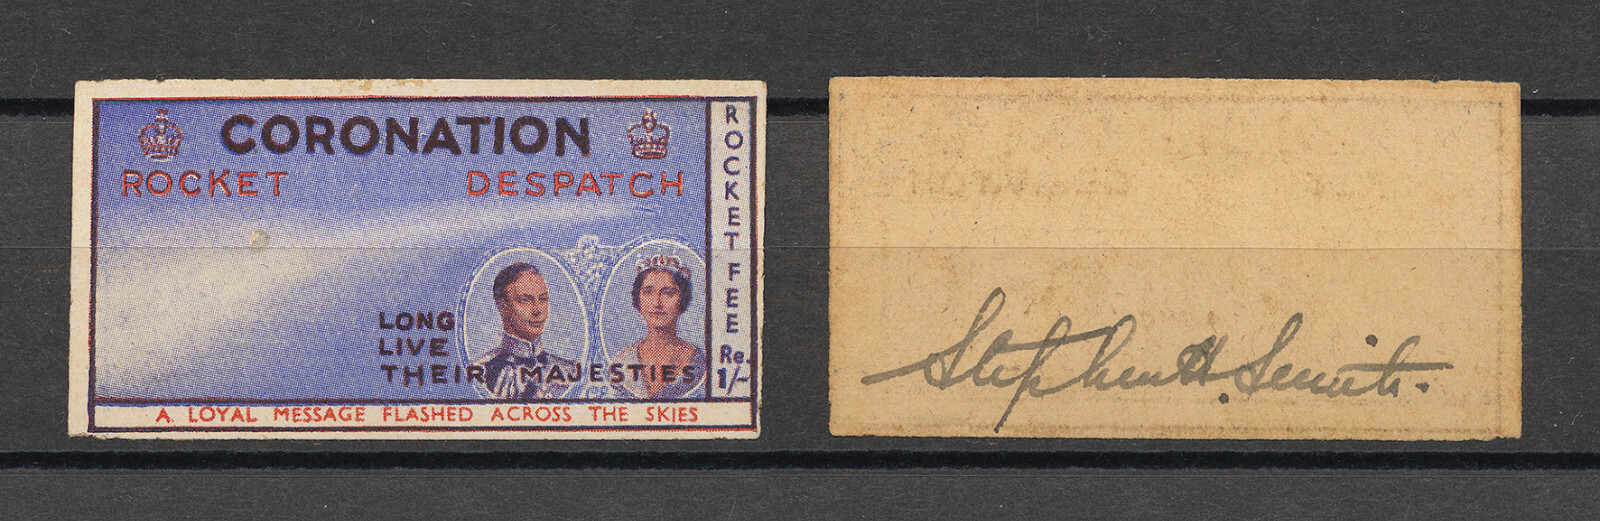 CORONATION
ROCKET DESPATCH
LONG
LIVE
THEIR MAJESTIES
ROCKET FEE Re. 1/-
A LOYAL MESSAGE FLASHED ACROSS THE SKIES
Stephen H. Smith.